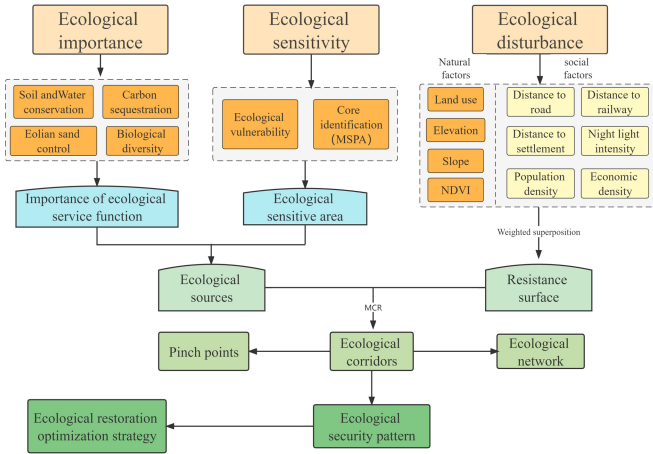 Ecological
importance
Ecological
sensitivity
Ecological
disturbance
Natural
factors
social
factors
Soil andWater
conservation
Carbon
sequestration
Eolian sand
control
Biological
diversity
Ecological
vulnerability
Core
identification
(MSPA)
Land use
Elevation
Slope
NDVI
Distance to
road
Distance to
railway
Distance to
settlement
Night light
intensity
Population
density
Economic
density
Importance of ecological
service function
Ecological
sensitive area
Weighted superposition
Ecological
sources
Resistance
surface
MCR
Pinch points
Ecological
corridors
Ecological
network
Ecological restoration
optimization strategy
Ecological
security pattern